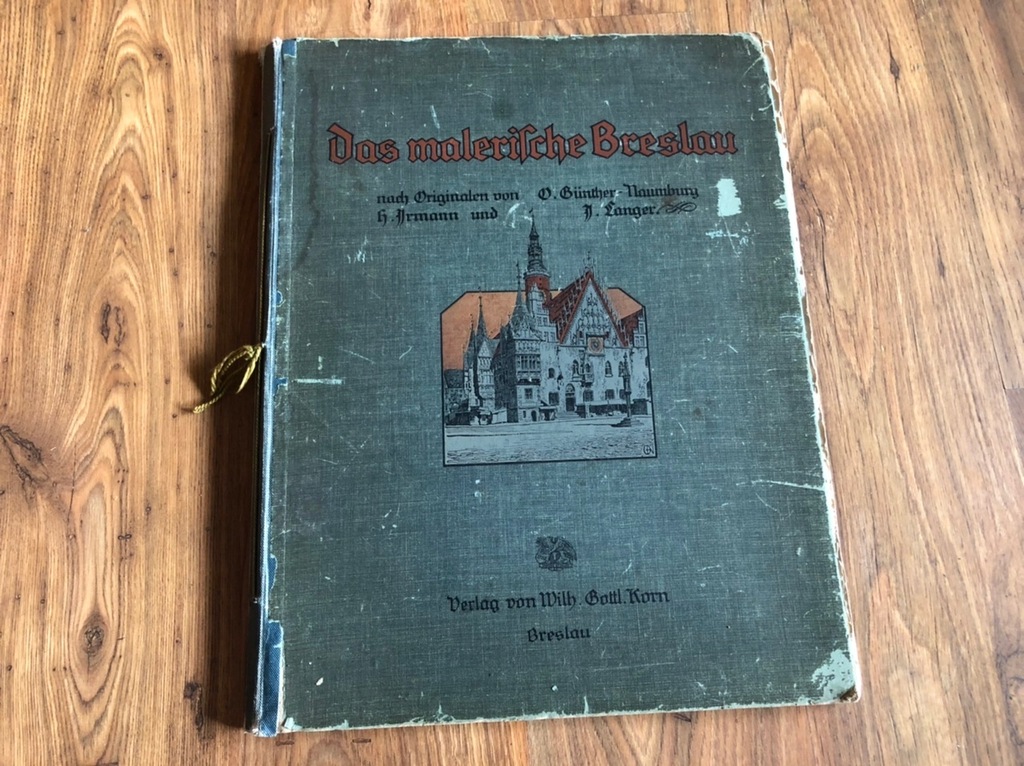 Das maleriſche Breslau
nach Originalen von O. Günther-Naumburg
H. Irmann und J. Langer.
Verlag von Wilh. Gottl. Korn
Breslau